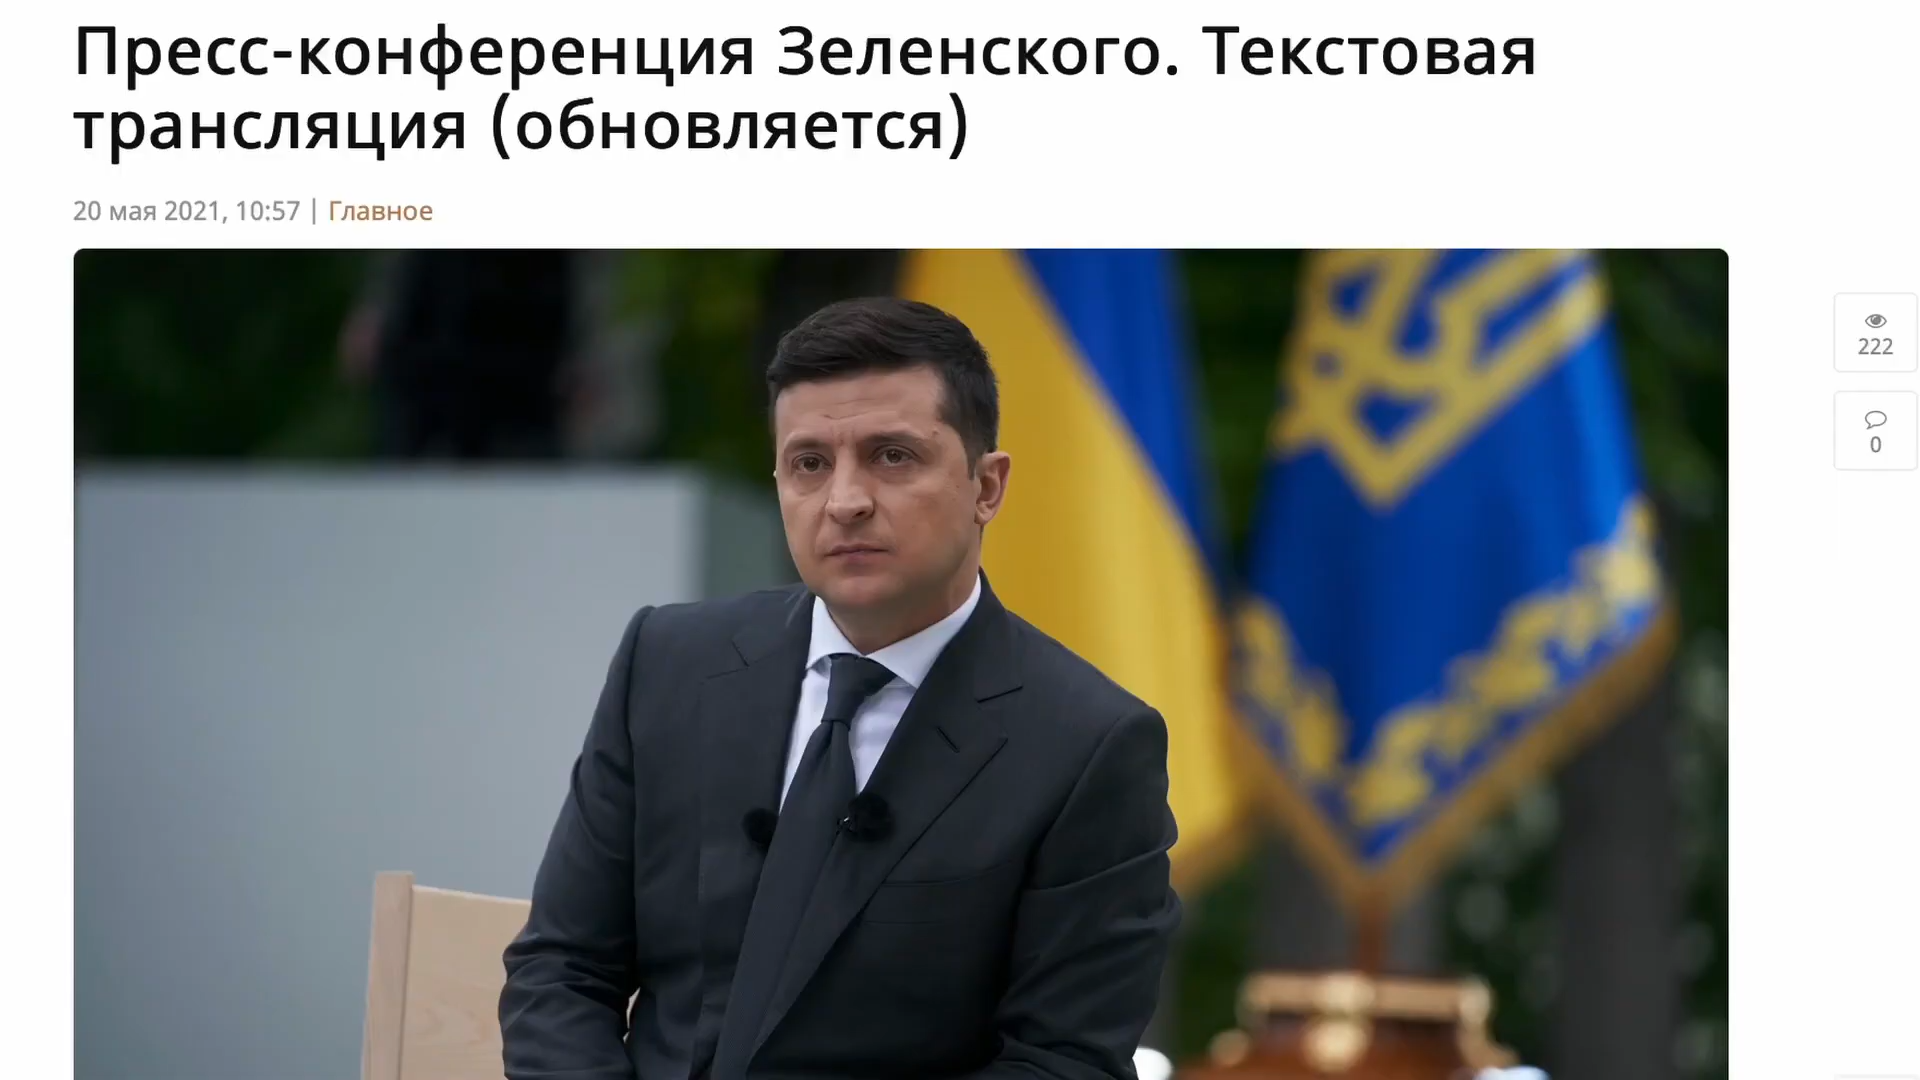 Пресс-конференция Зеленского. Текстовая
трансляция (обновляется)
20 мая 2021, 10:57 | Главное
222
0